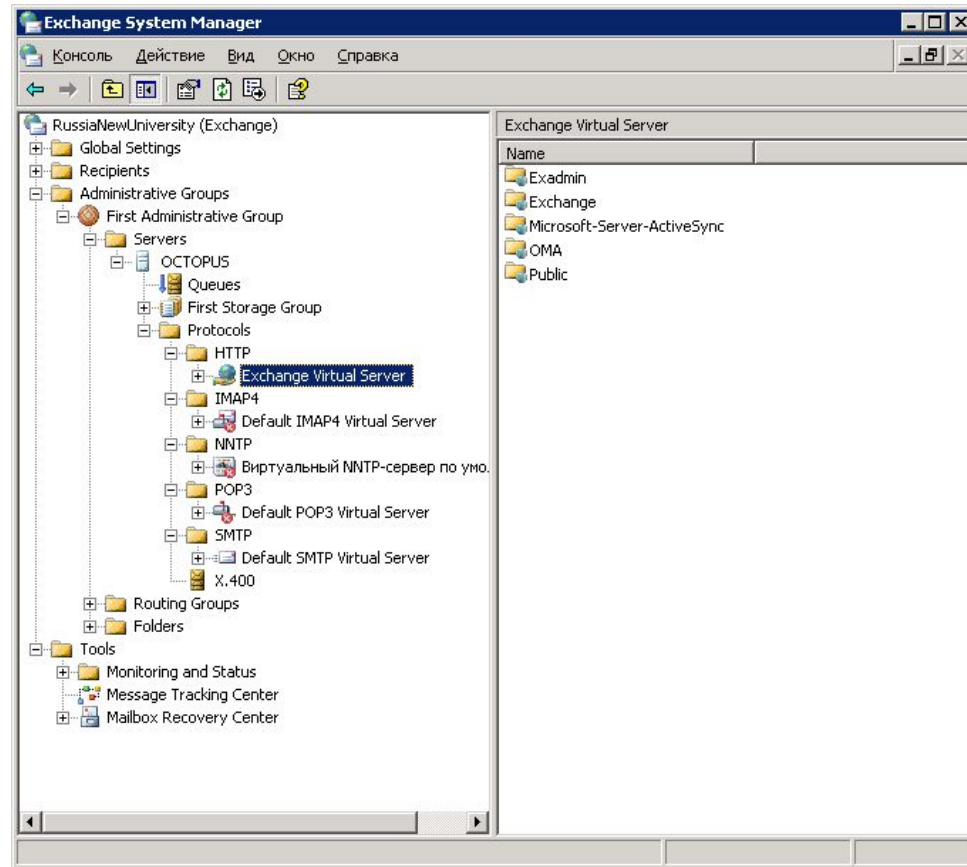 Exchange System Manager
Консоль Действие Вид Окно Справка
RussiaNewUniversity (Exchange)
Global Settings
Recipients
Administrative Groups
First Administrative Group
Servers
OCTOPUS
Queues
First Storage Group
Protocols
HTTP
Exchange Virtual Server
IMAP4
Default IMAP4 Virtual Server
NNTP
Виртуальный NNTP-сервер по умо.
POP3
Default POP3 Virtual Server
SMTP
Default SMTP Virtual Server
X.400
Routing Groups
Folders
Tools
Monitoring and Status
Message Tracking Center
Mailbox Recovery Center
Exchange Virtual Server
Name
Exadmin
Exchange
Microsoft-Server-ActiveSync
OMA
Public